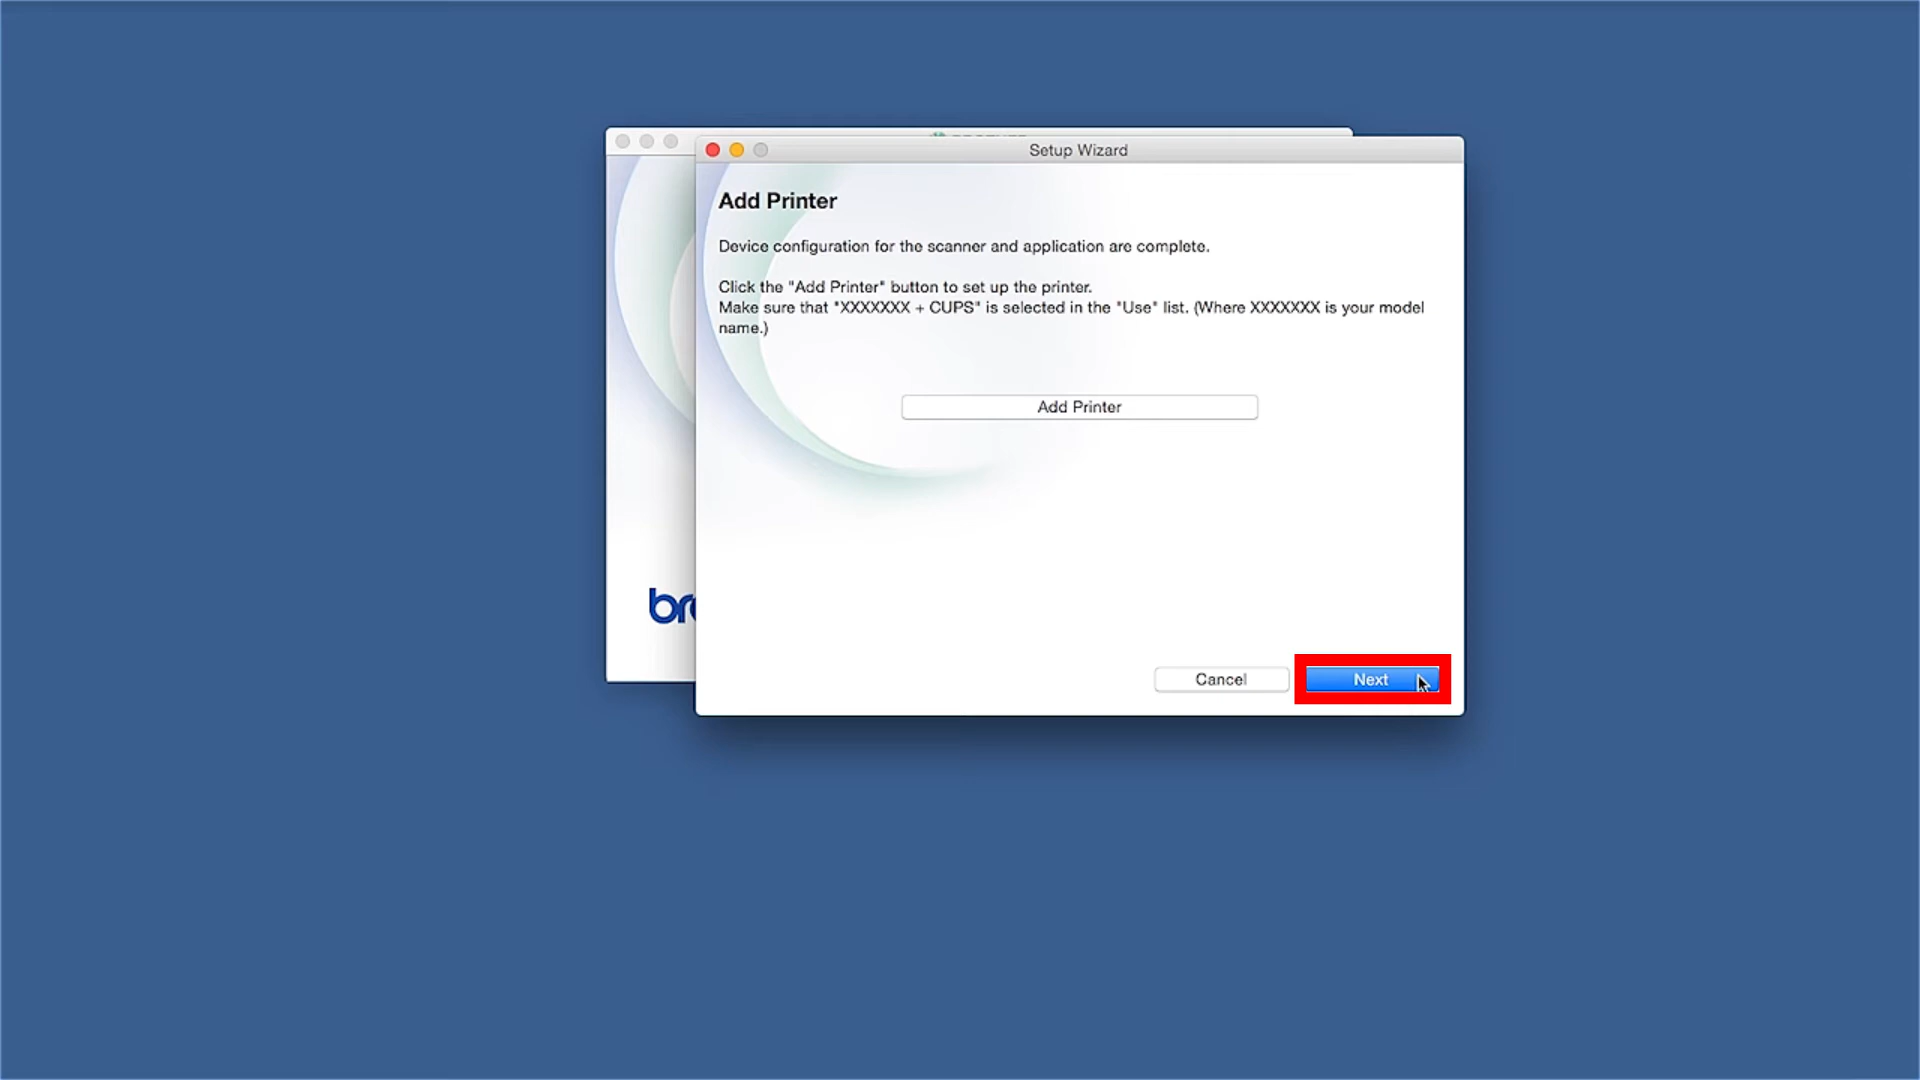 Setup Wizard
Add Printer
Device configuration for the scanner and application are complete.
Click the "Add Printer" button to set up the printer.
Make sure that "XXXXXXX + CUPS" is selected in the "Use" list. (Where XXXXXXX is your model
name.)
Add Printer
bro
Cancel
Next